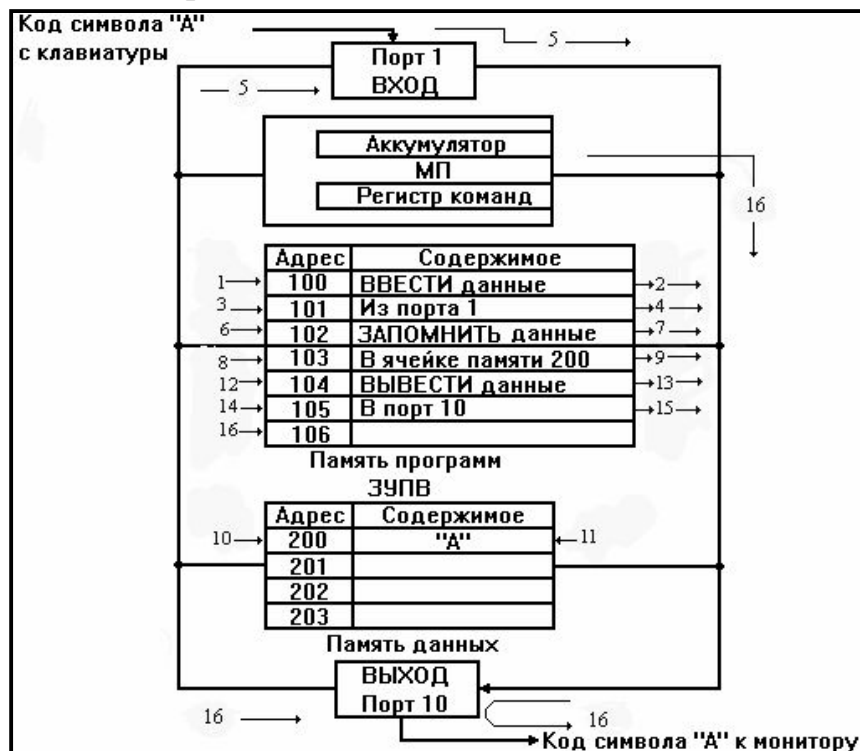 Код символа "А"
с клавиатуры
5
5
Порт 1
ВХОД
Аккумулятор
МП
Регистр команд
16
Адрес Содержимое
1 100 ВВЕСТИ данные 2
3 101 Из порта 1 4
6 102 ЗАПОМНИТЬ данные 7
8 103 В ячейке памяти 200 9
12 104 ВЫВЕСТИ данные 13
14 105 В порт 10 15
16 106
Память программ
ЗУПВ
Адрес Содержимое
10 200 "А" 11
201
202
203
Память данных
ВЫХОД
Порт 10
16
16
Код символа "А" к монитору